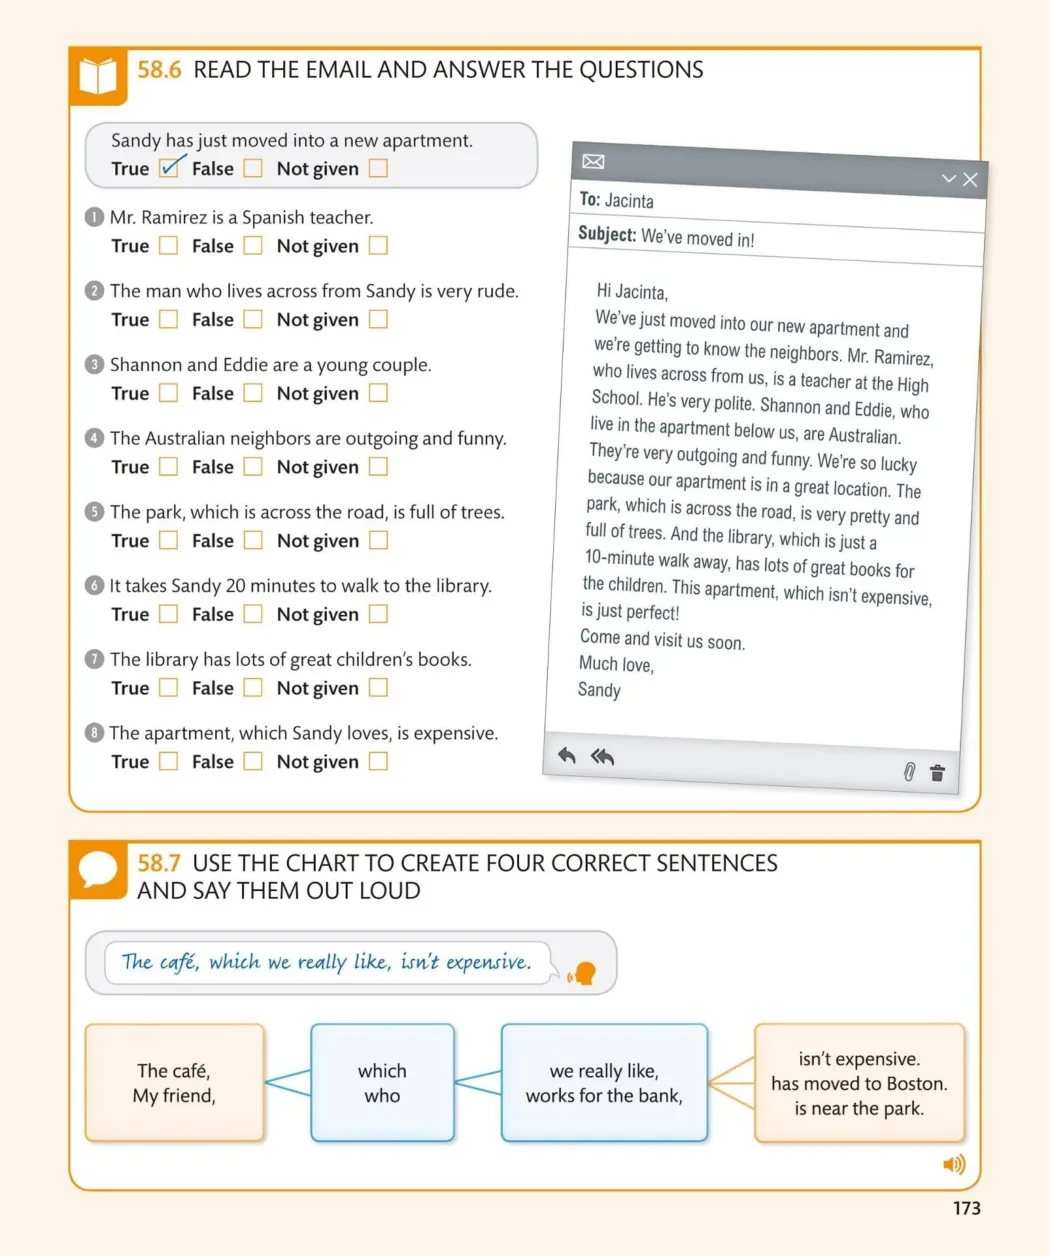 58.6 READ THE EMAIL AND ANSWER THE QUESTIONS
Sandy has just moved into a new apartment.
True False Not given
1 Mr. Ramirez is a Spanish teacher.
True False Not given
2 The man who lives across from Sandy is very rude.
True False Not given
3 Shannon and Eddie are a young couple.
True False Not given
4 The Australian neighbors are outgoing and funny.
True False Not given
5 The park, which is across the road, is full of trees.
True False Not given
6 It takes Sandy 20 minutes to walk to the library.
True False Not given
7 The library has lots of great children's books.
True False Not given
8 The apartment, which Sandy loves, is expensive.
True False Not given
To: Jacinta
Subject: We've moved in!
Hi Jacinta,
We've just moved into our new apartment and
we're getting to know the neighbors. Mr. Ramirez,
who lives across from us, is a teacher at the High
School. He's very polite. Shannon and Eddie, who
live in the apartment below us, are Australian.
They're very outgoing and funny. We're so lucky
because our apartment is in a great location. The
park, which is across the road, is very pretty and
full of trees. And the library, which is just a
10-minute walk away, has lots of great books for
the children. This apartment, which isn't expensive,
is just perfect!
Come and visit us soon.
Much love,
Sandy
58.7 USE THE CHART TO CREATE FOUR CORRECT SENTENCES
AND SAY THEM OUT LOUD
The café, which we really like, isn't expensive.
The café,
My friend,
which
who
we really like,
works for the bank,
isn't expensive.
has moved to Boston.
is near the park.
173